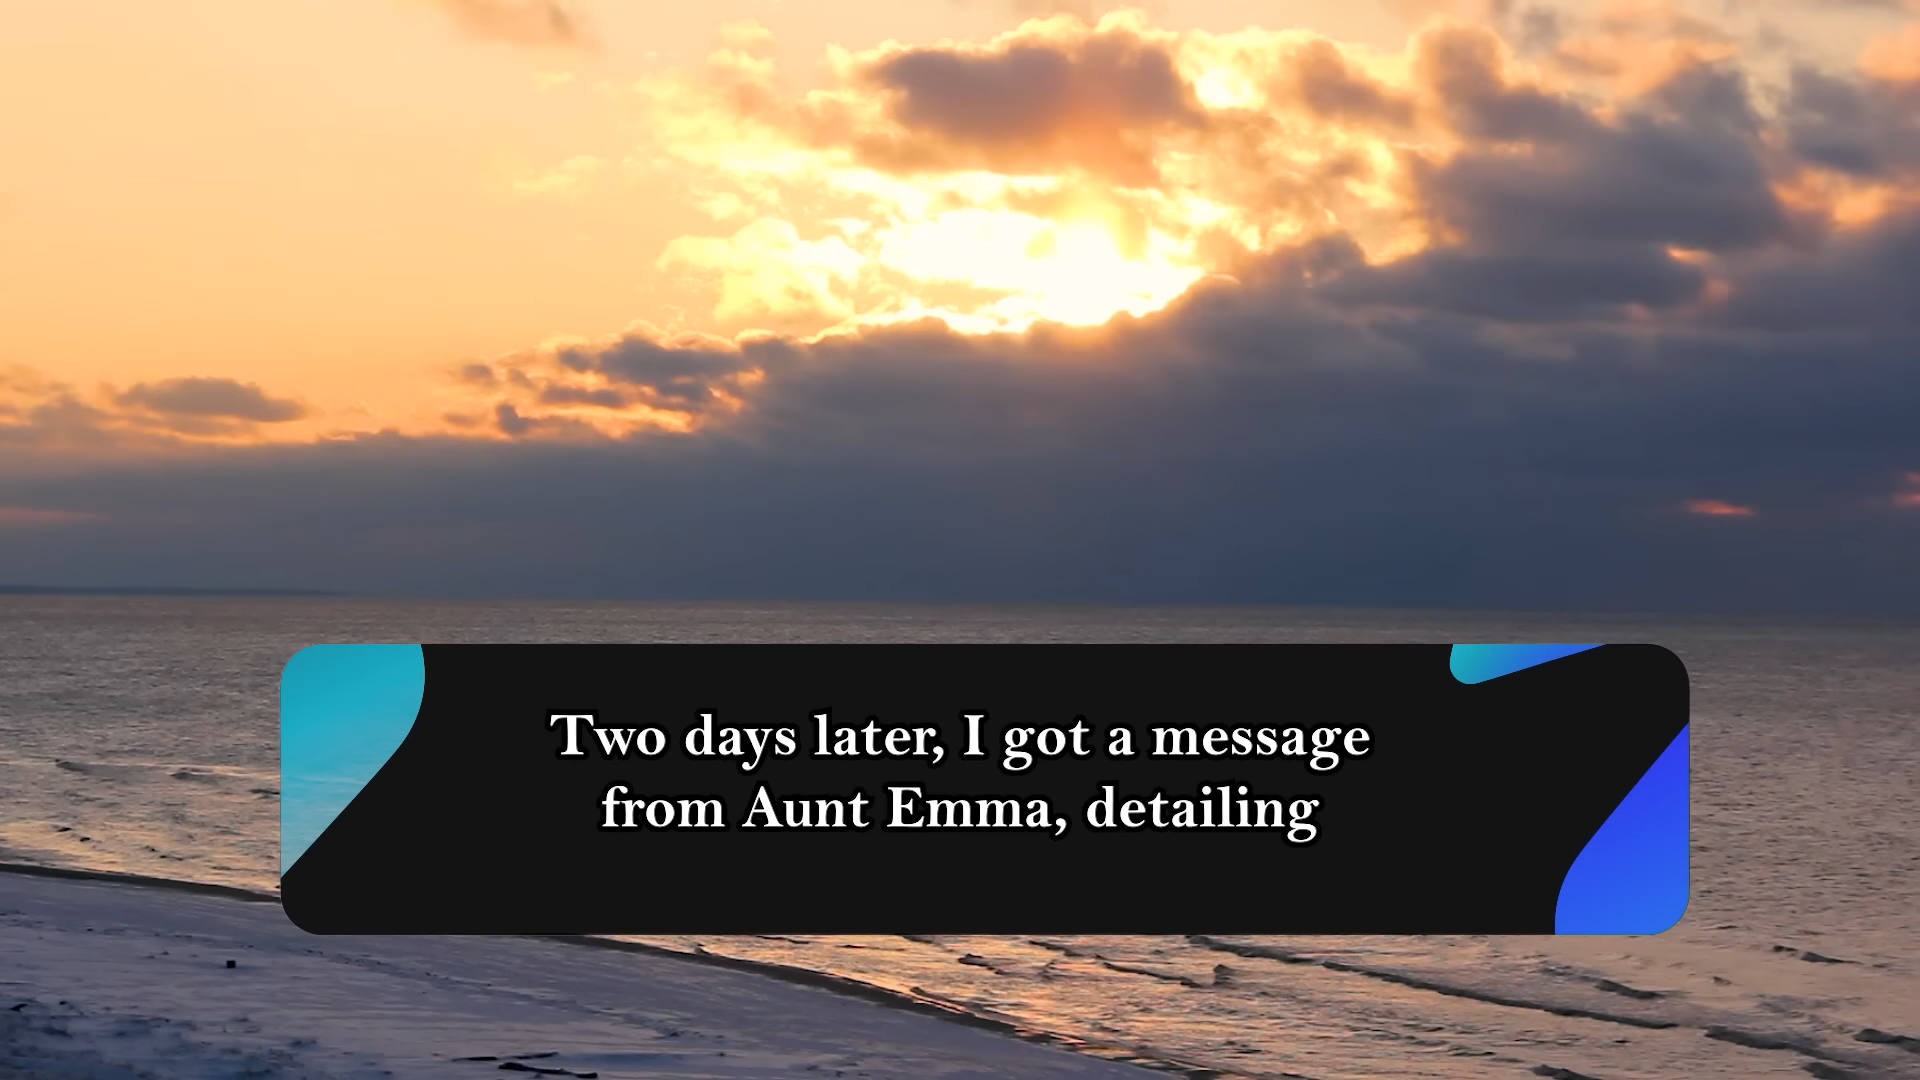 Two days later, I got a message
from Aunt Emma, detailing